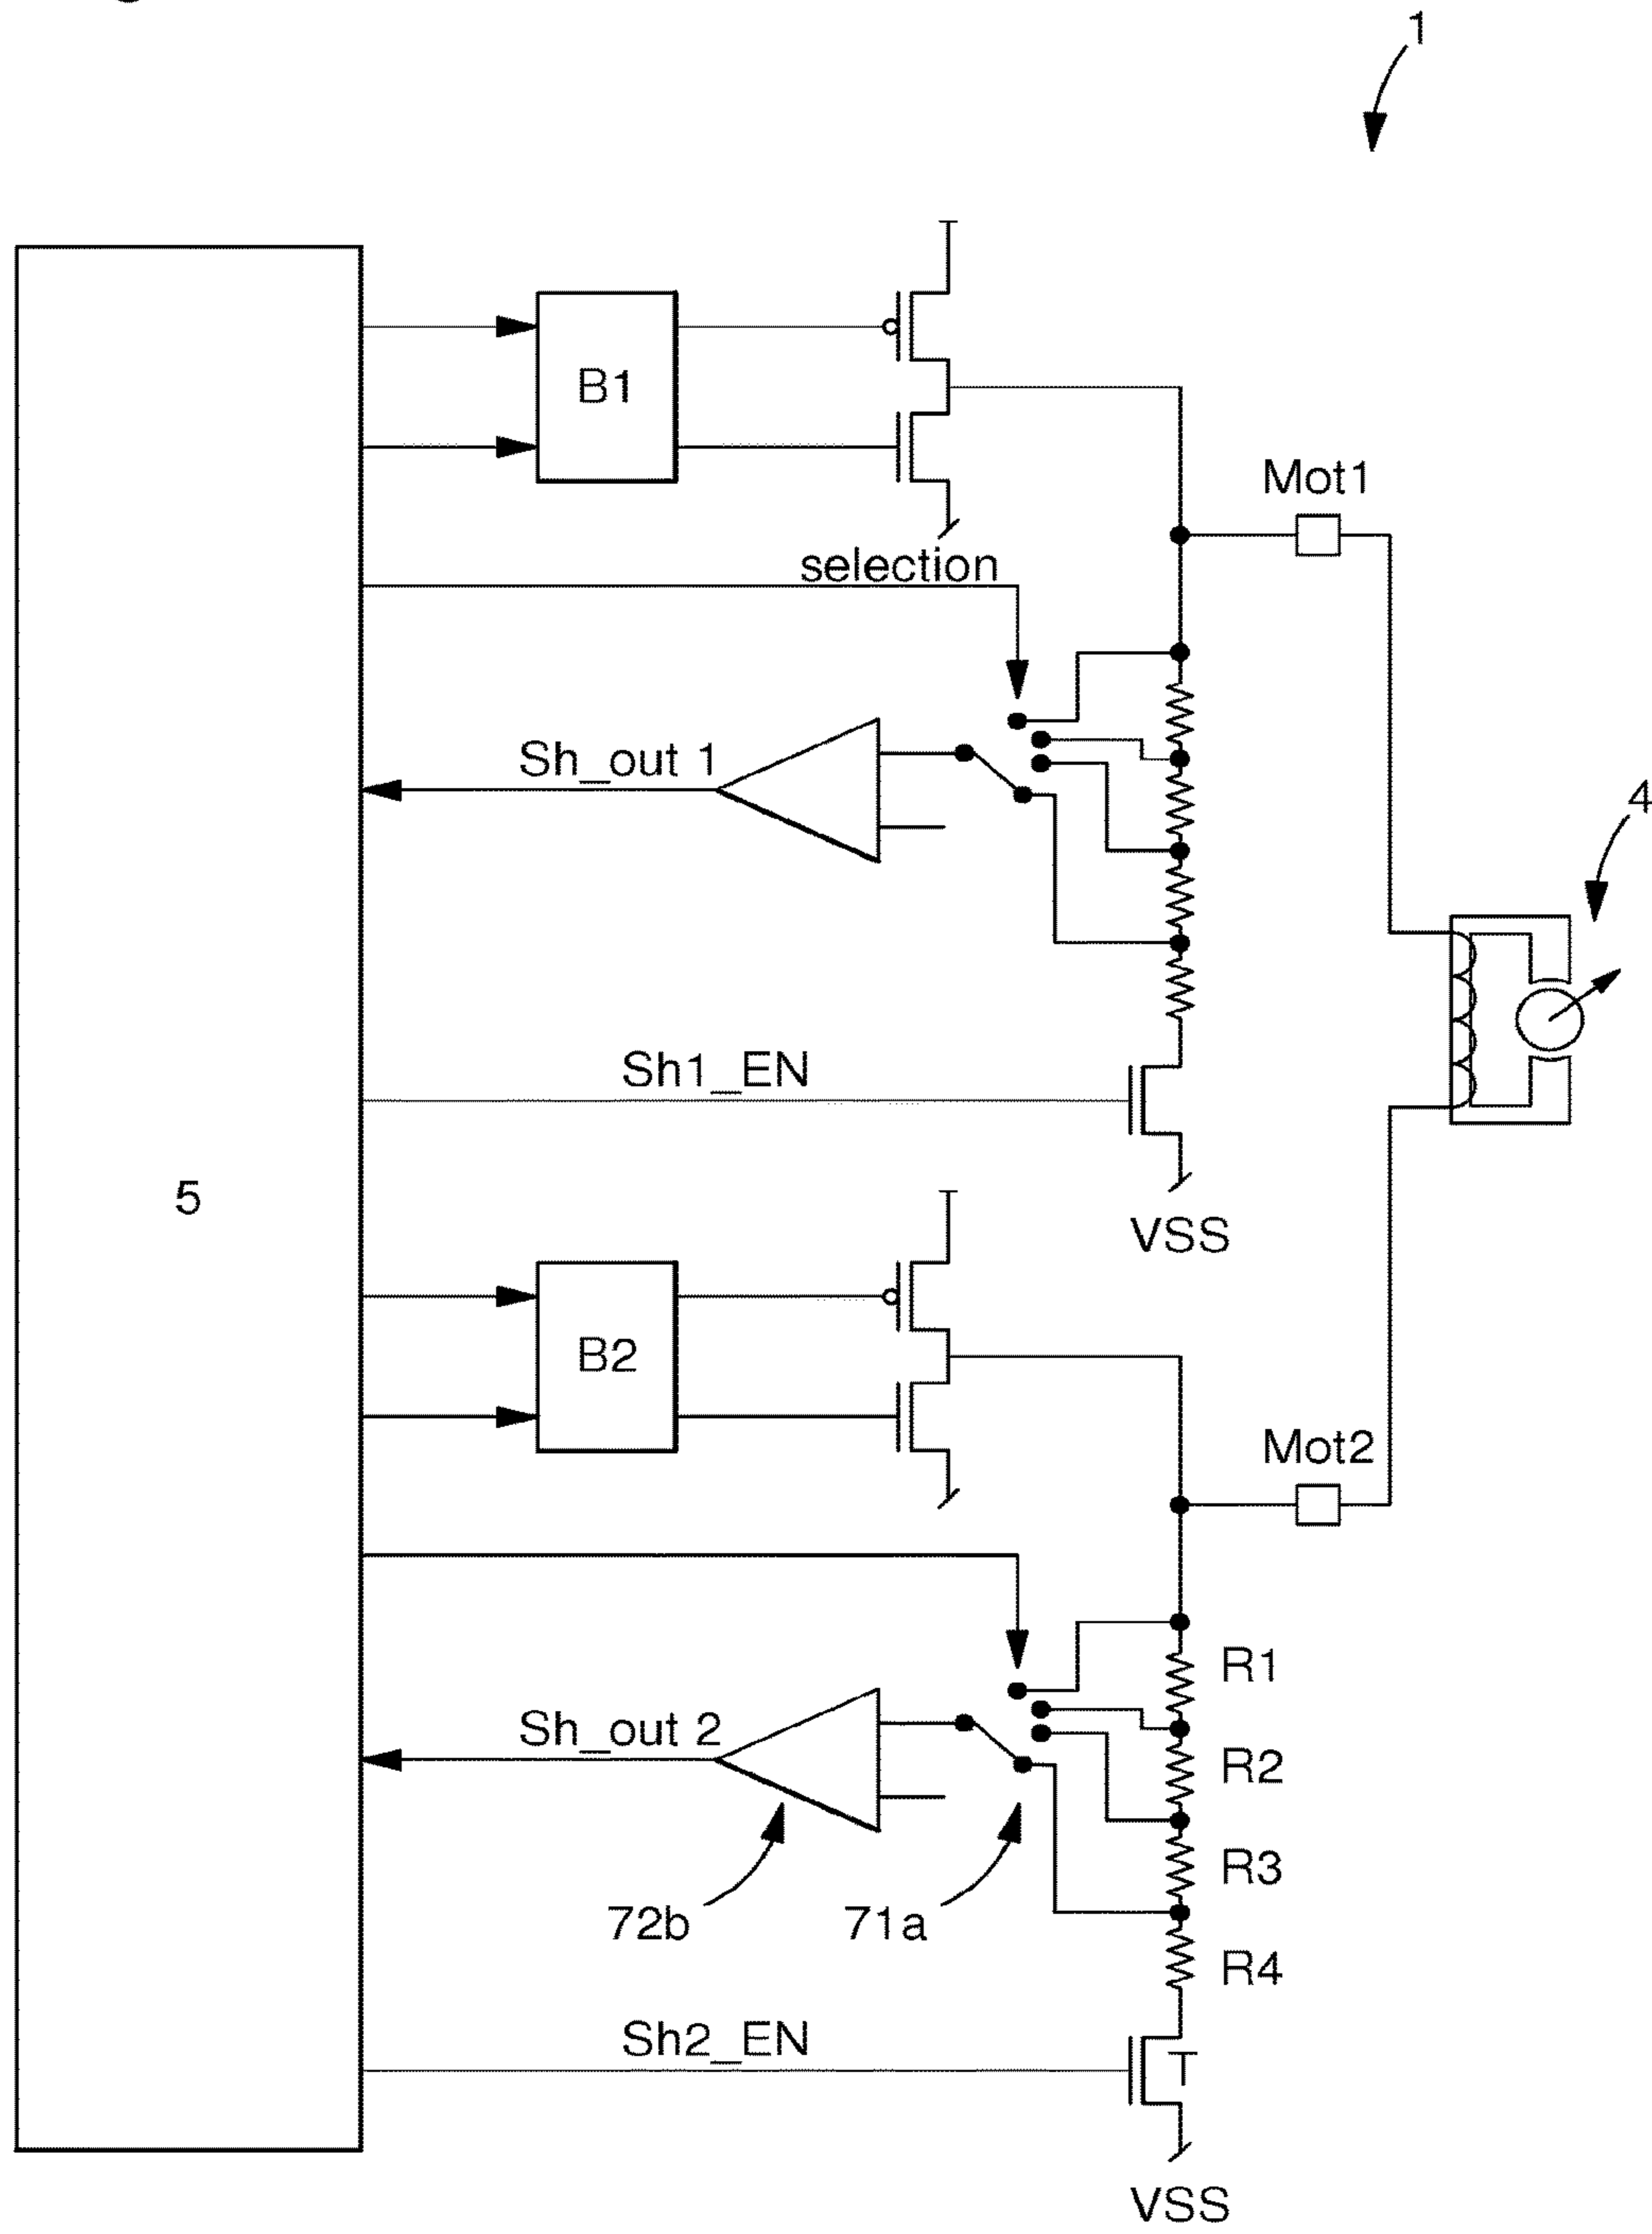 1
B1
Mot1
selection
Sh_out 1
4
Sh1_EN
5
VSS
B2
Mot2
R1
Sh_out 2
R2
R3
72b
71a
R4
Sh2_EN
T
VSS